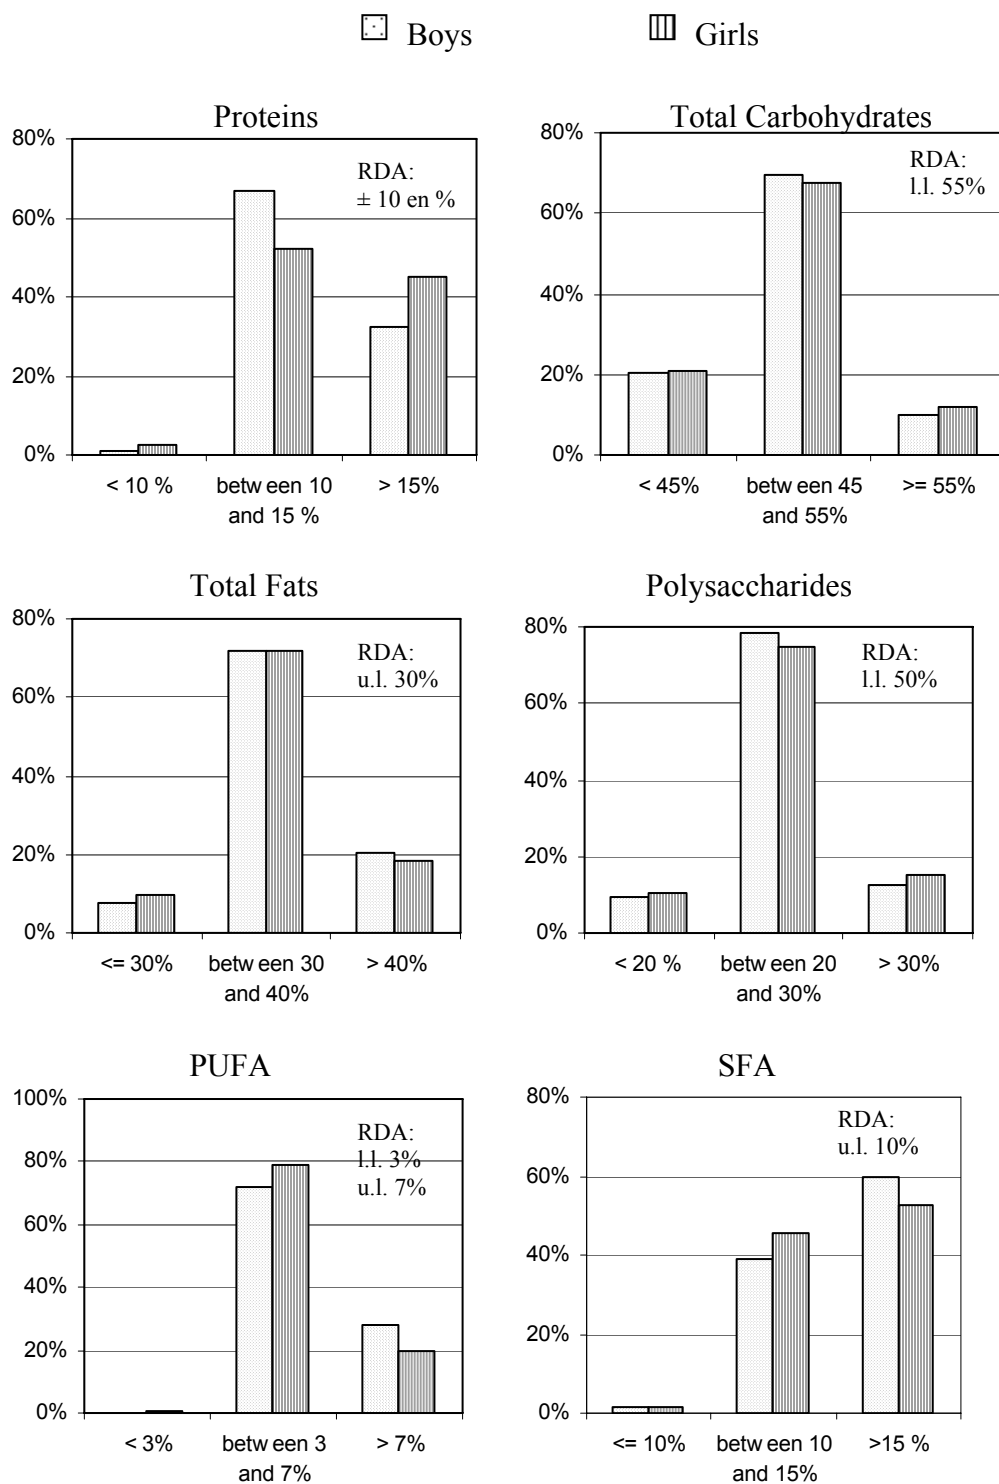 Boys Girls
Proteins
80%
60%
40%
20%
0%
RDA:
± 10 en %
< 10 % betw een 10 > 15%
and 15 %
Total Carbohydrates
80%
60%
40%
20%
0%
RDA:
l.l. 55%
< 45% betw een 45 >= 55%
and 55%
Total Fats
80%
60%
40%
20%
0%
RDA:
u.l. 30%
<= 30% betw een 30 > 40%
and 40%
Polysaccharides
80%
60%
40%
20%
0%
RDA:
l.l. 50%
< 20 % betw een 20 > 30%
and 30%
PUFA
100%
80%
60%
40%
20%
0%
RDA:
l.l. 3%
u.l. 7%
< 3% betw een 3 > 7%
and 7%
SFA
80%
60%
40%
20%
0%
RDA:
u.l. 10%
<= 10% betw een 10 >15 %
and 15%